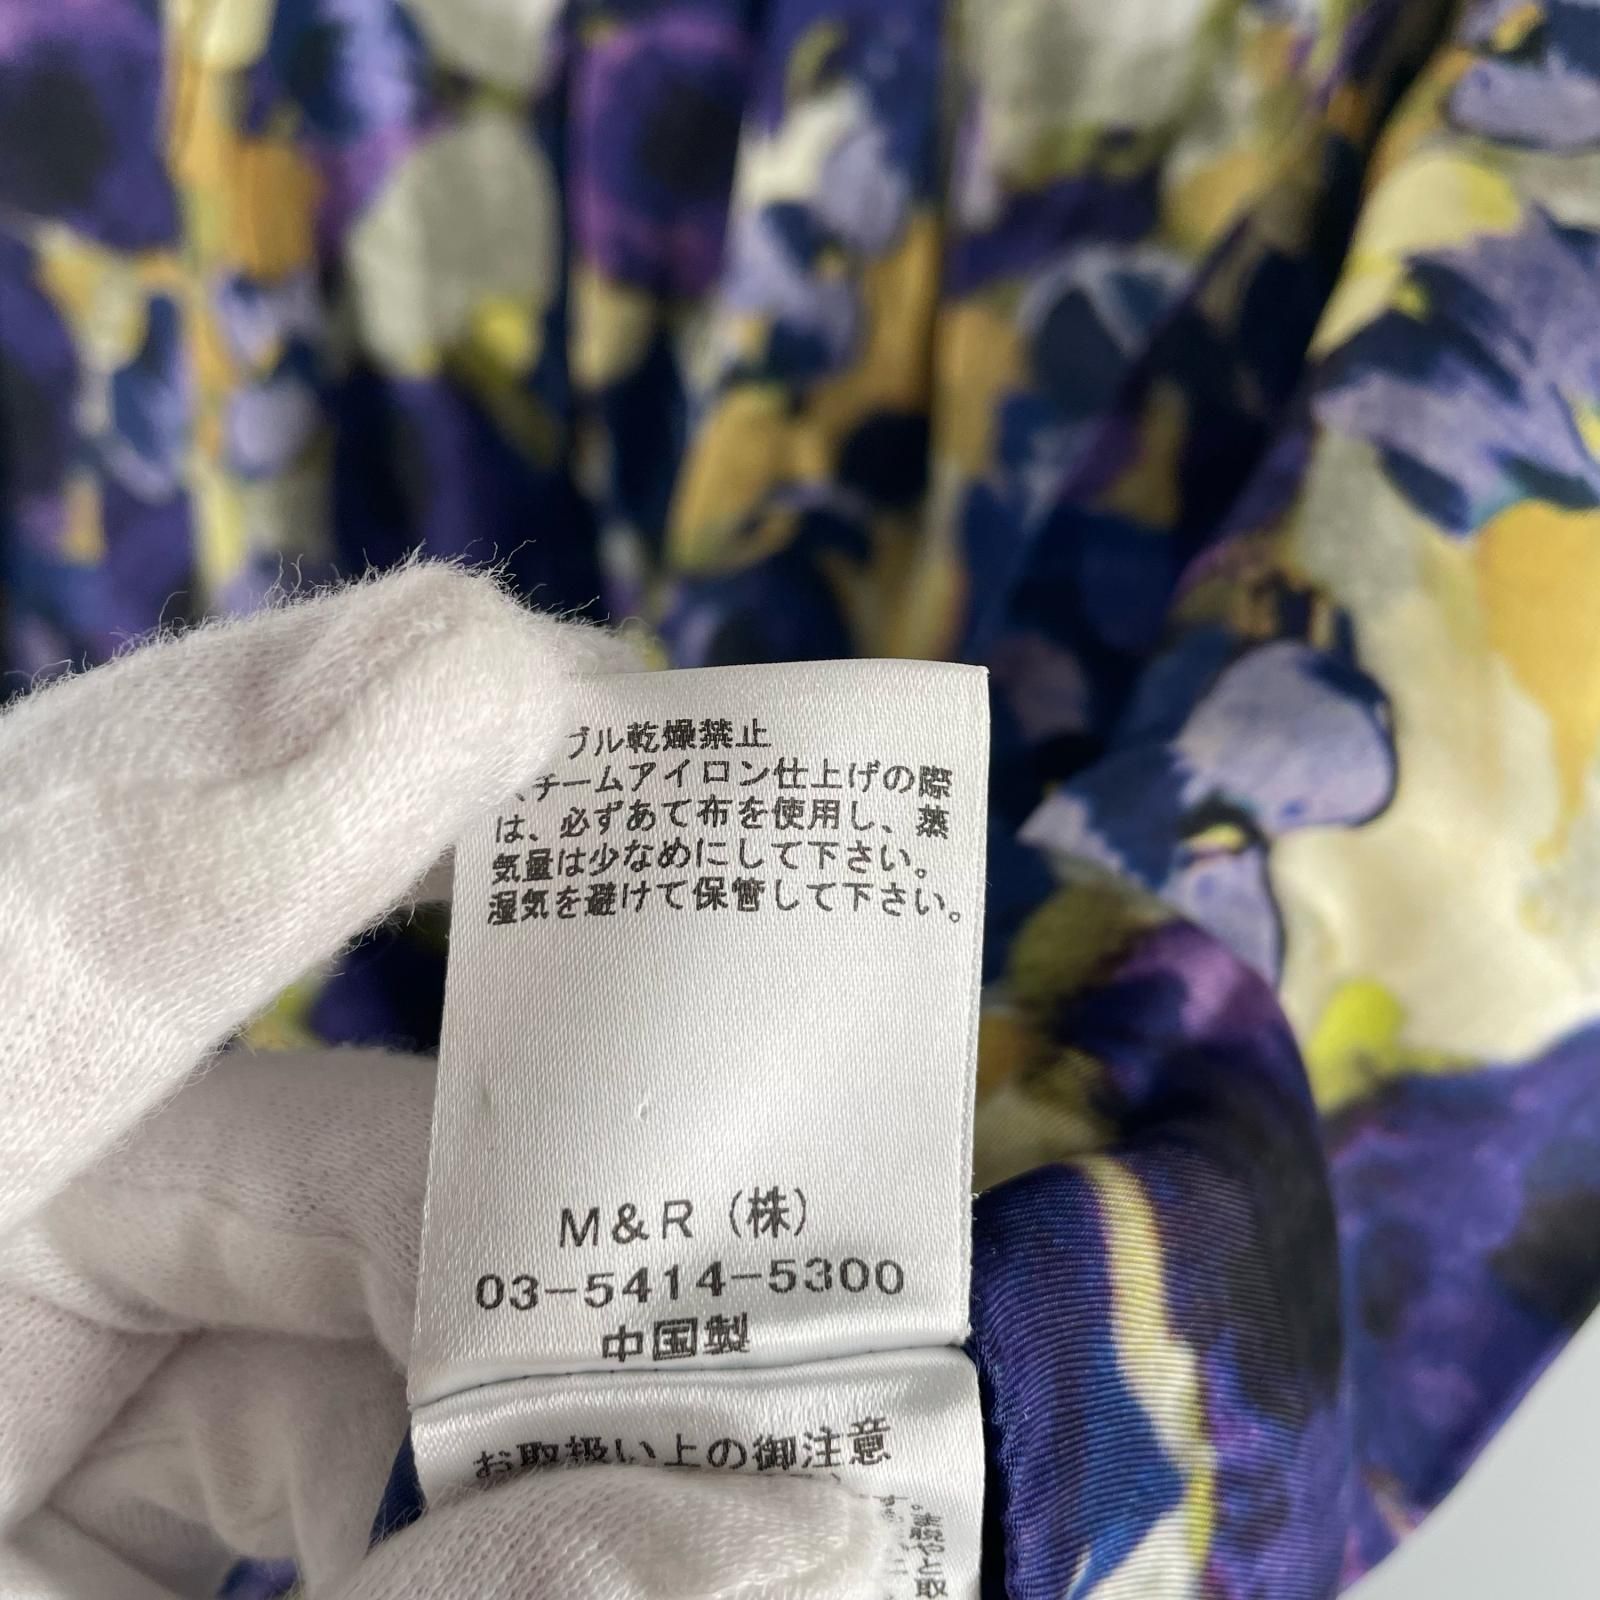 ブル乾燥禁止
チームアイロン仕上げの際
は、必ずあて布を使用し、蒸
気量は少なめにして下さい。
湿気を避けて保管して下さい。
M&R（株）
03-5414-5300
中国製
お取扱い上の御注意